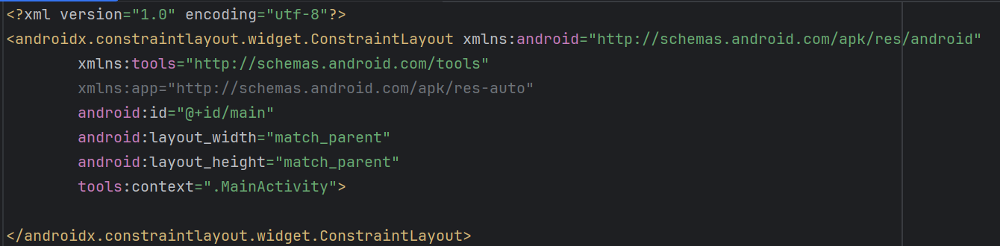 <?xml version="1.0" encoding="utf-8"?>
<androidx.constraintlayout.widget.ConstraintLayout xmlns:android="http://schemas.android.com/apk/res/android"
        xmlns:tools="http://schemas.android.com/tools"
        xmlns:app="http://schemas.android.com/apk/res-auto"
        android:id="@+id/main"
        android:layout_width="match_parent"
        android:layout_height="match_parent"
        tools:context=".MainActivity">
</androidx.constraintlayout.widget.ConstraintLayout>